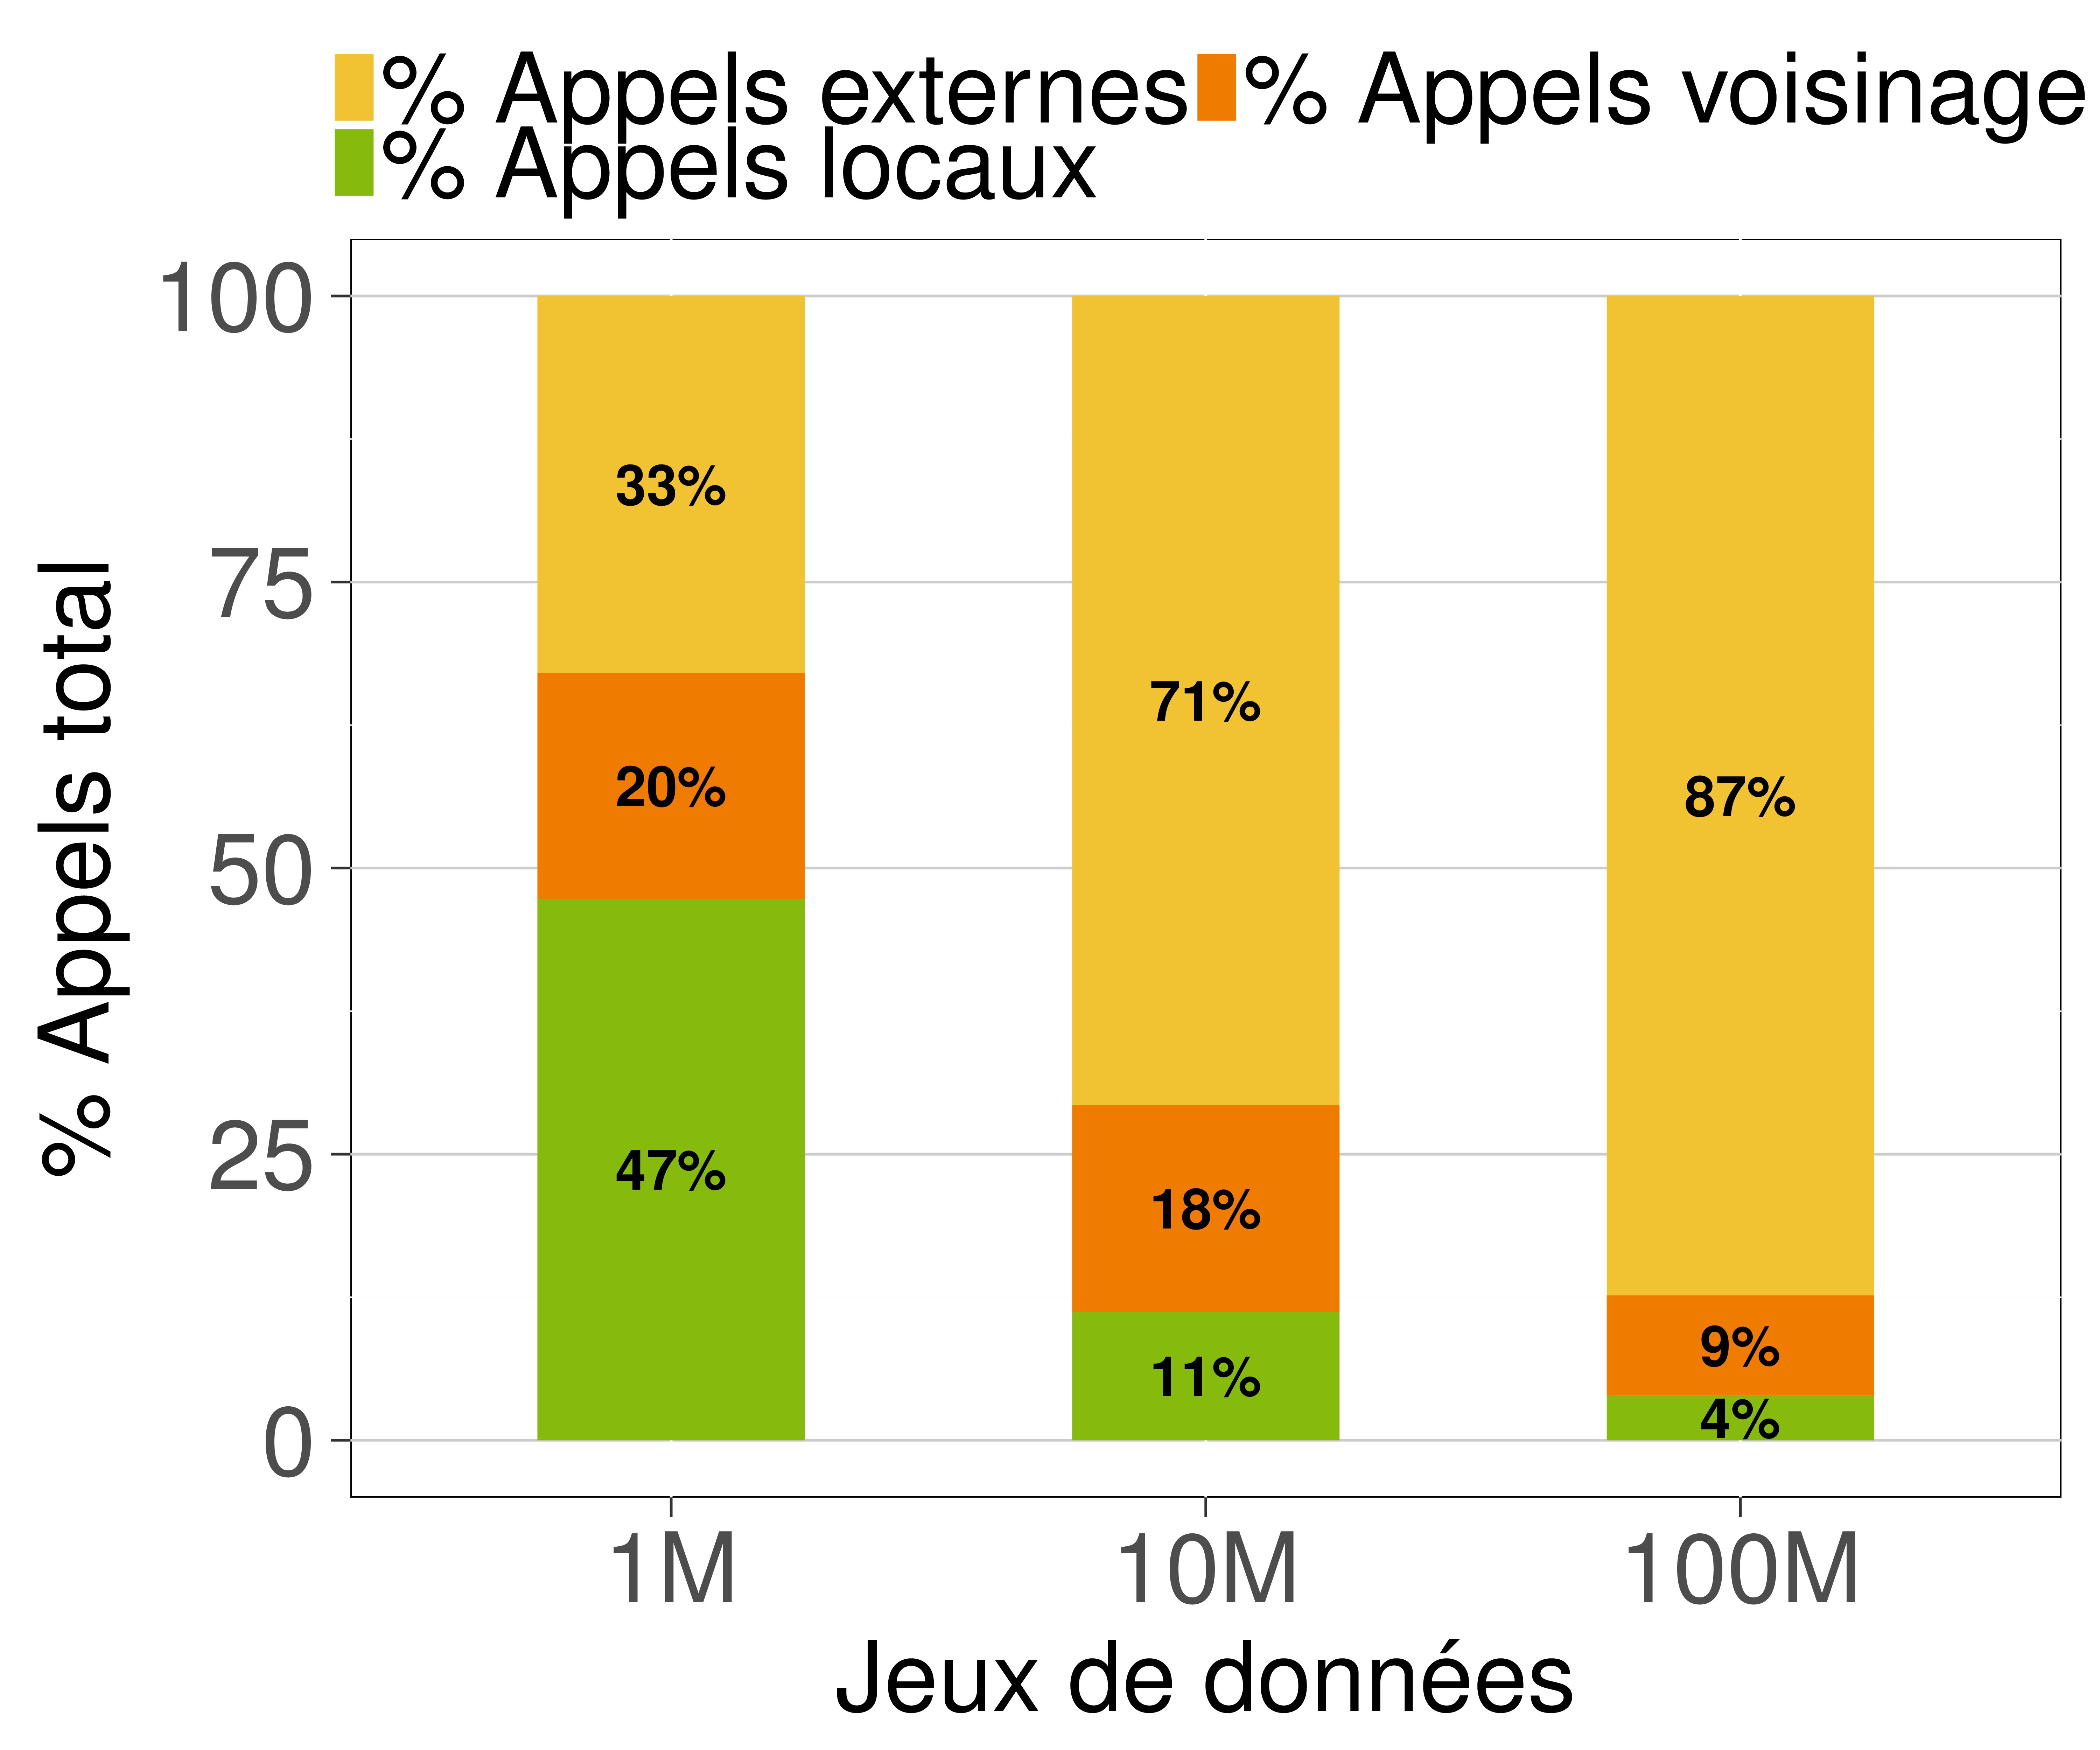 % Appels externes % Appels voisinage
% Appels locaux
% Appels total
100
75
50
25
0
33%
20%
47%
71%
18%
11%
87%
9%
4%
1M 10M 100M
Jeux de données